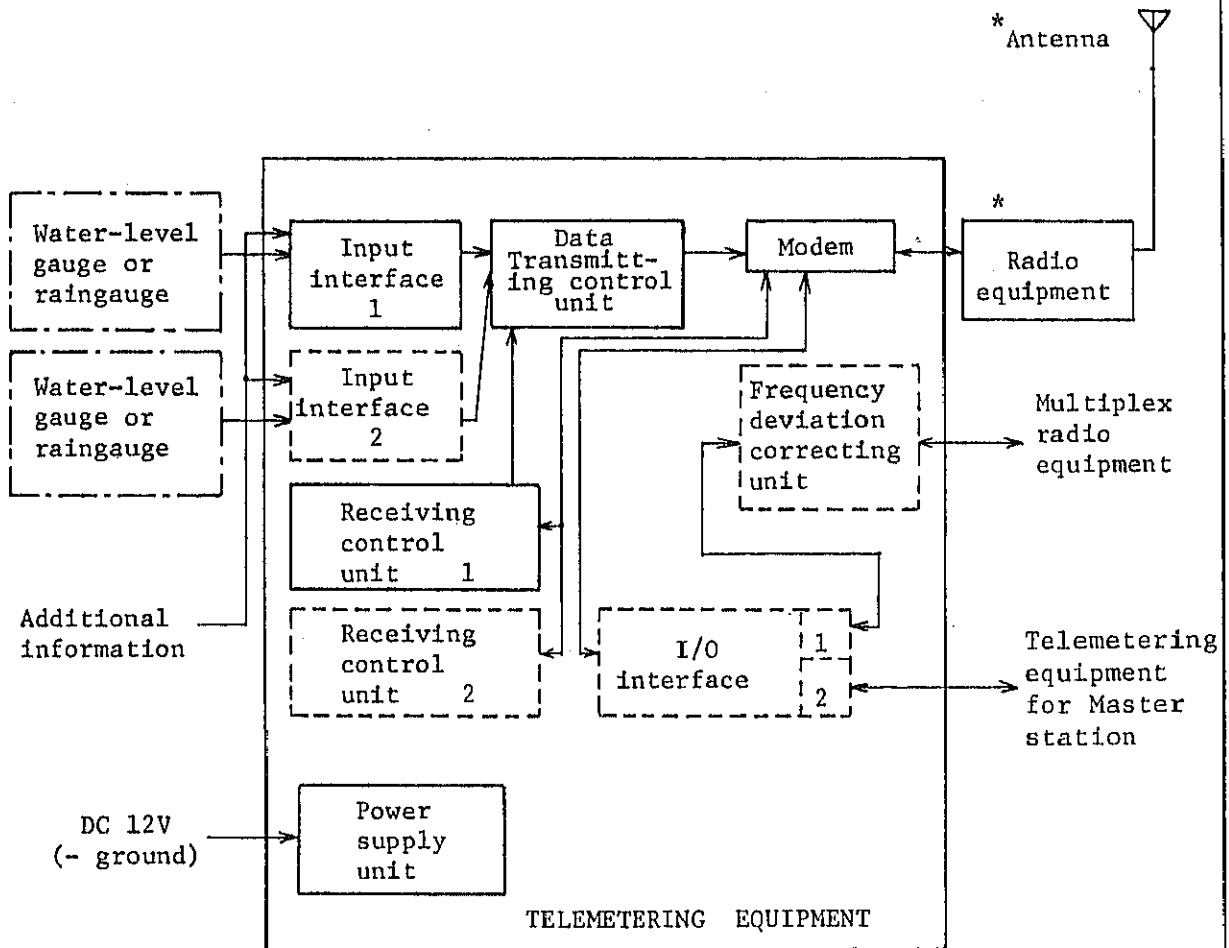 *
Antenna
Water-level
gauge or
raingauge
Input
interface
1
Data
Transmitt-
ing control
unit
Modem
*
Radio
equipment
Water-level
gauge or
raingauge
Input
interface
2
Frequency
deviation
correcting
unit
Multiplex
radio
equipment
Receiving
control
unit 1
Additional
information
Receiving
control
unit 2
I/O
interface
1
2
Telemetering
equipment
for Master
station
DC 12V
(- ground)
Power
supply
unit
TELEMETERING EQUIPMENT